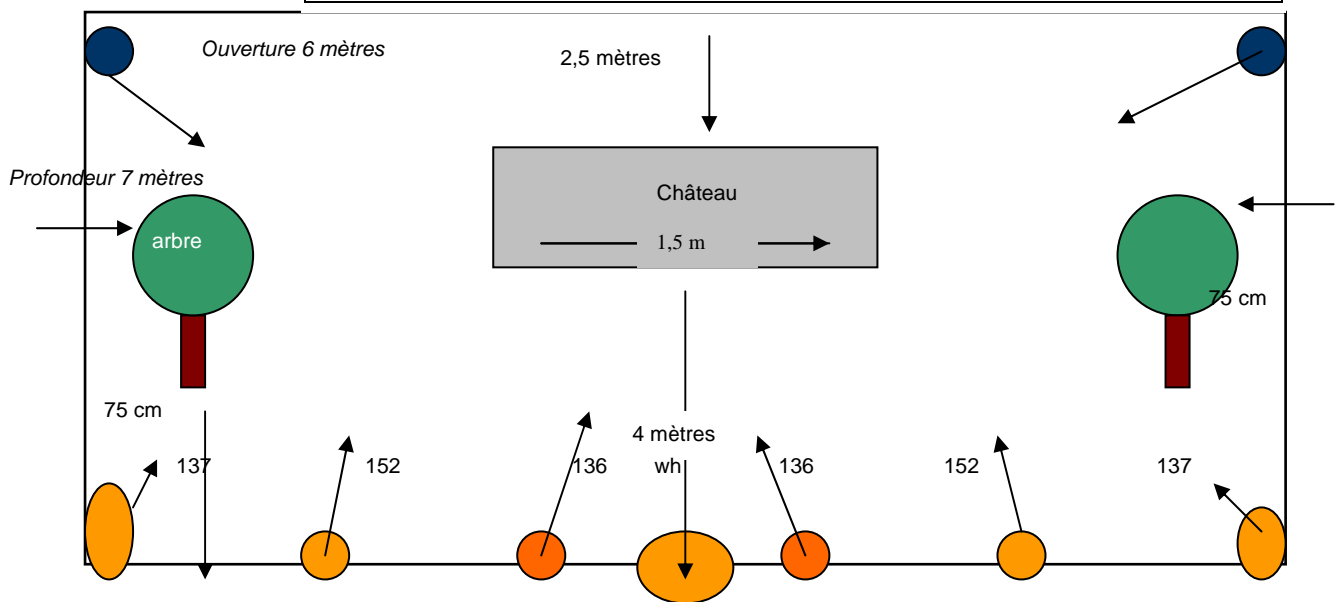 Ouverture 6 mètres
2,5 mètres
Profondeur 7 mètres
Château
arbre
1,5 m
75 cm
75 cm
4 mètres
137
152
136
wh
136
152
137